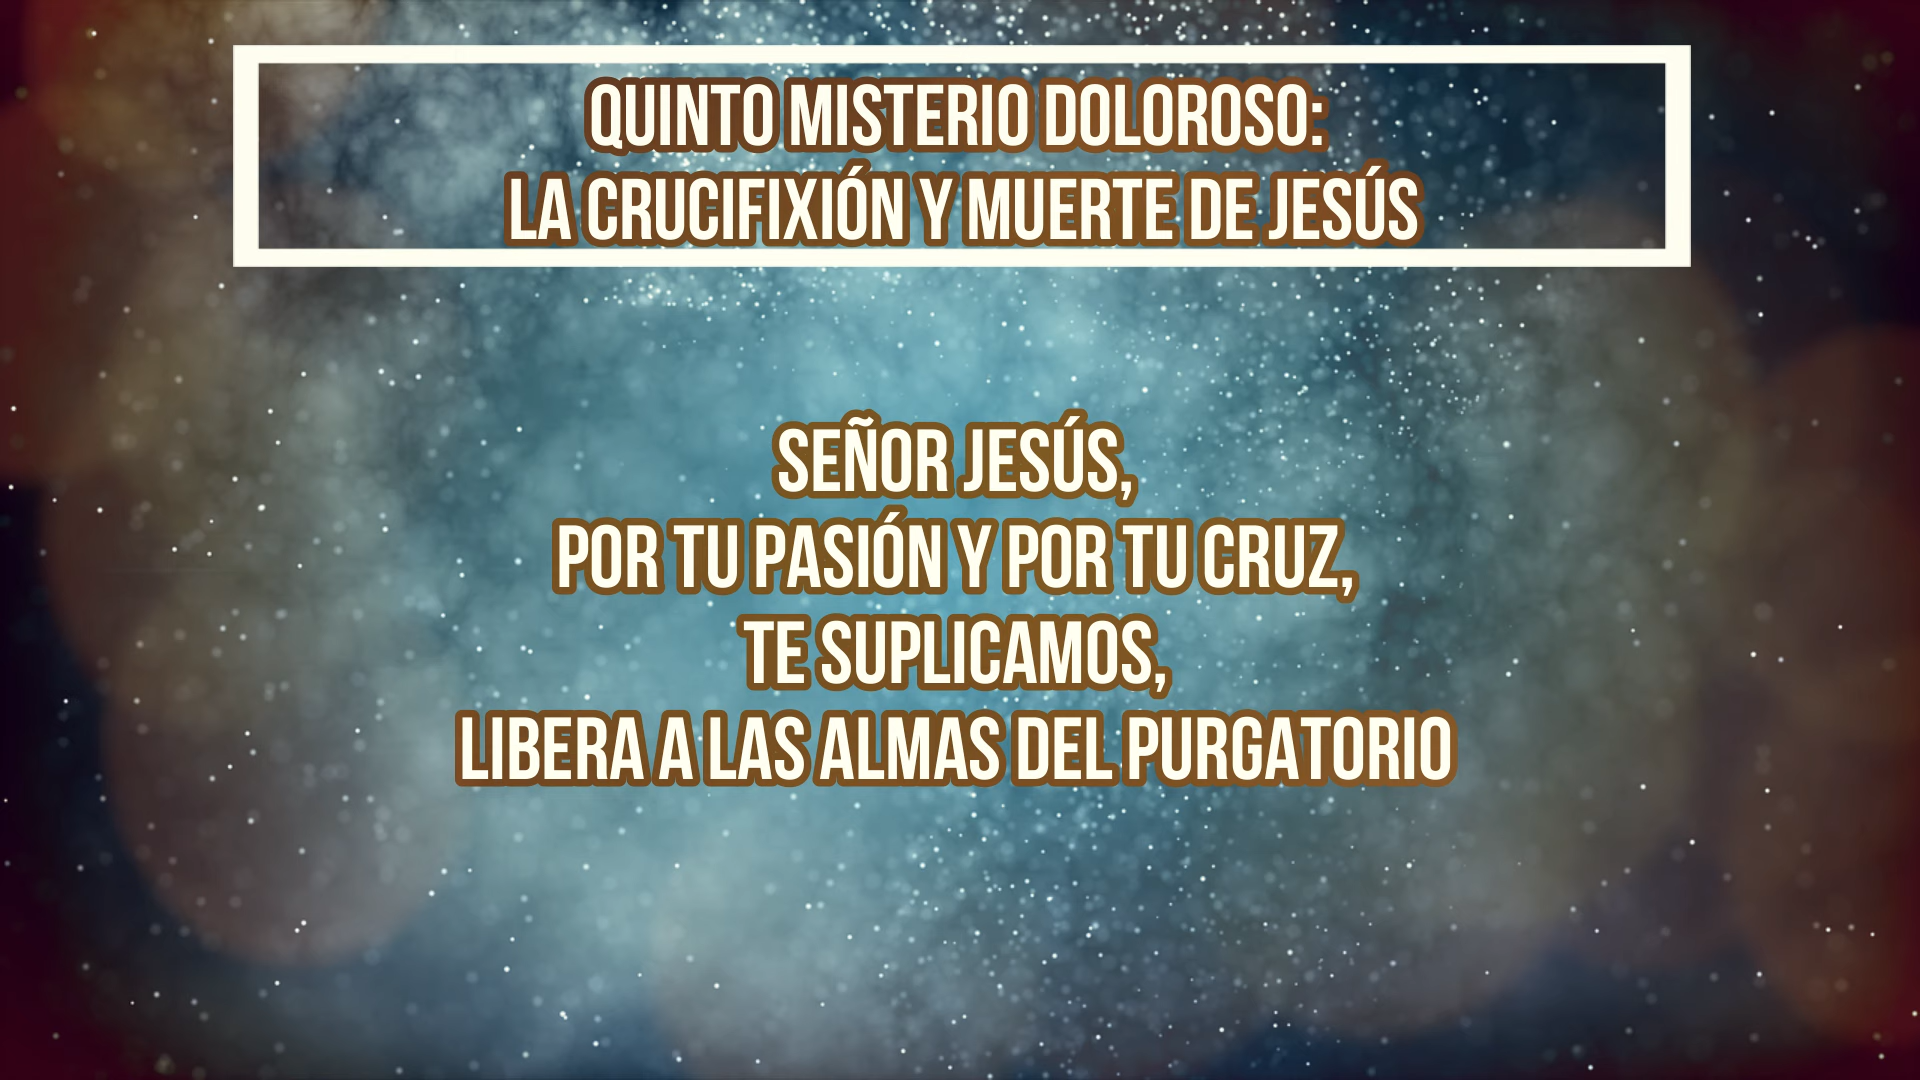 QUINTO MISTERIO DOLOROSO:
LA CRUCIFIXIÓN Y MUERTE DE JESÚS
SEÑOR JESÚS,
POR TU PASIÓN Y POR TU CRUZ,
TE SUPLICAMOS,
LIBERA A LAS ALMAS DEL PURGATORIO